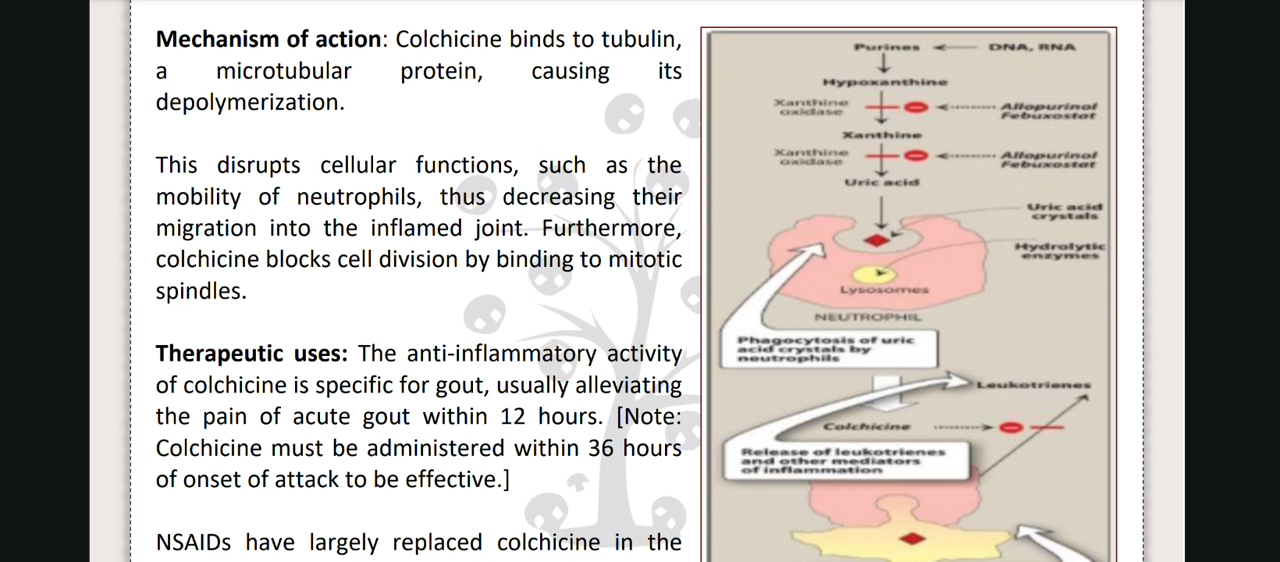 Mechanism of action: Colchicine binds to tubulin,
a microtubular protein, causing its
depolymerization.
This disrupts cellular functions, such as the
mobility of neutrophils, thus decreasing their
migration into the inflamed joint. Furthermore,
colchicine blocks cell division by binding to mitotic
spindles.
Therapeutic uses: The anti-inflammatory activity
of colchicine is specific for gout, usually alleviating
the pain of acute gout within 12 hours. [Note:
Colchicine must be administered within 36 hours
of onset of attack to be effective.]
NSAIDs have largely replaced colchicine in the
Purines
DNA, RNA
Hypoxanthine
Xanthine
oxidase
Allopurinol
Febuxostat
Xanthine
Xanthine
oxidase
Allopurinol
Febuxostat
Uric acid
Uric acid
crystals
Hydrolytic
enzymes
Lysosomes
NEUTROPHIL
Phagocytosis of uric
acid crystals by
neutrophils
Leukotrienes
Colchicine
Release of leukotrienes
and other mediators
of inflammation